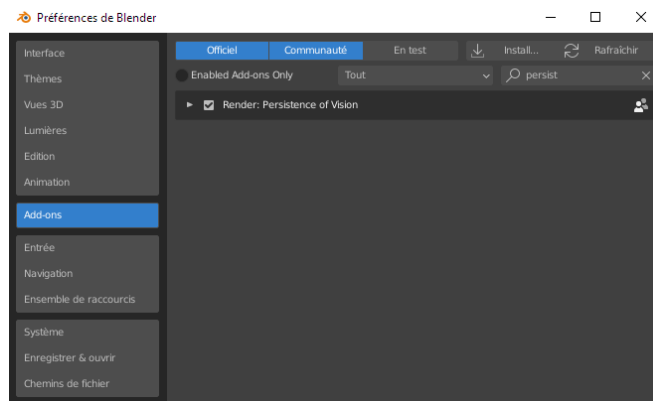 Préférences de Blender
Interface
Thèmes
Vues 3D
Lumières
Edition
Animation
Add-ons
Entrée
Navigation
Ensemble de raccourcis
Système
Enregistrer & ouvrir
Chemins de fichier
Officiel Communauté En test Install... Rafraîchir
Enabled Add-ons Only Tout persist
Render: Persistence of Vision